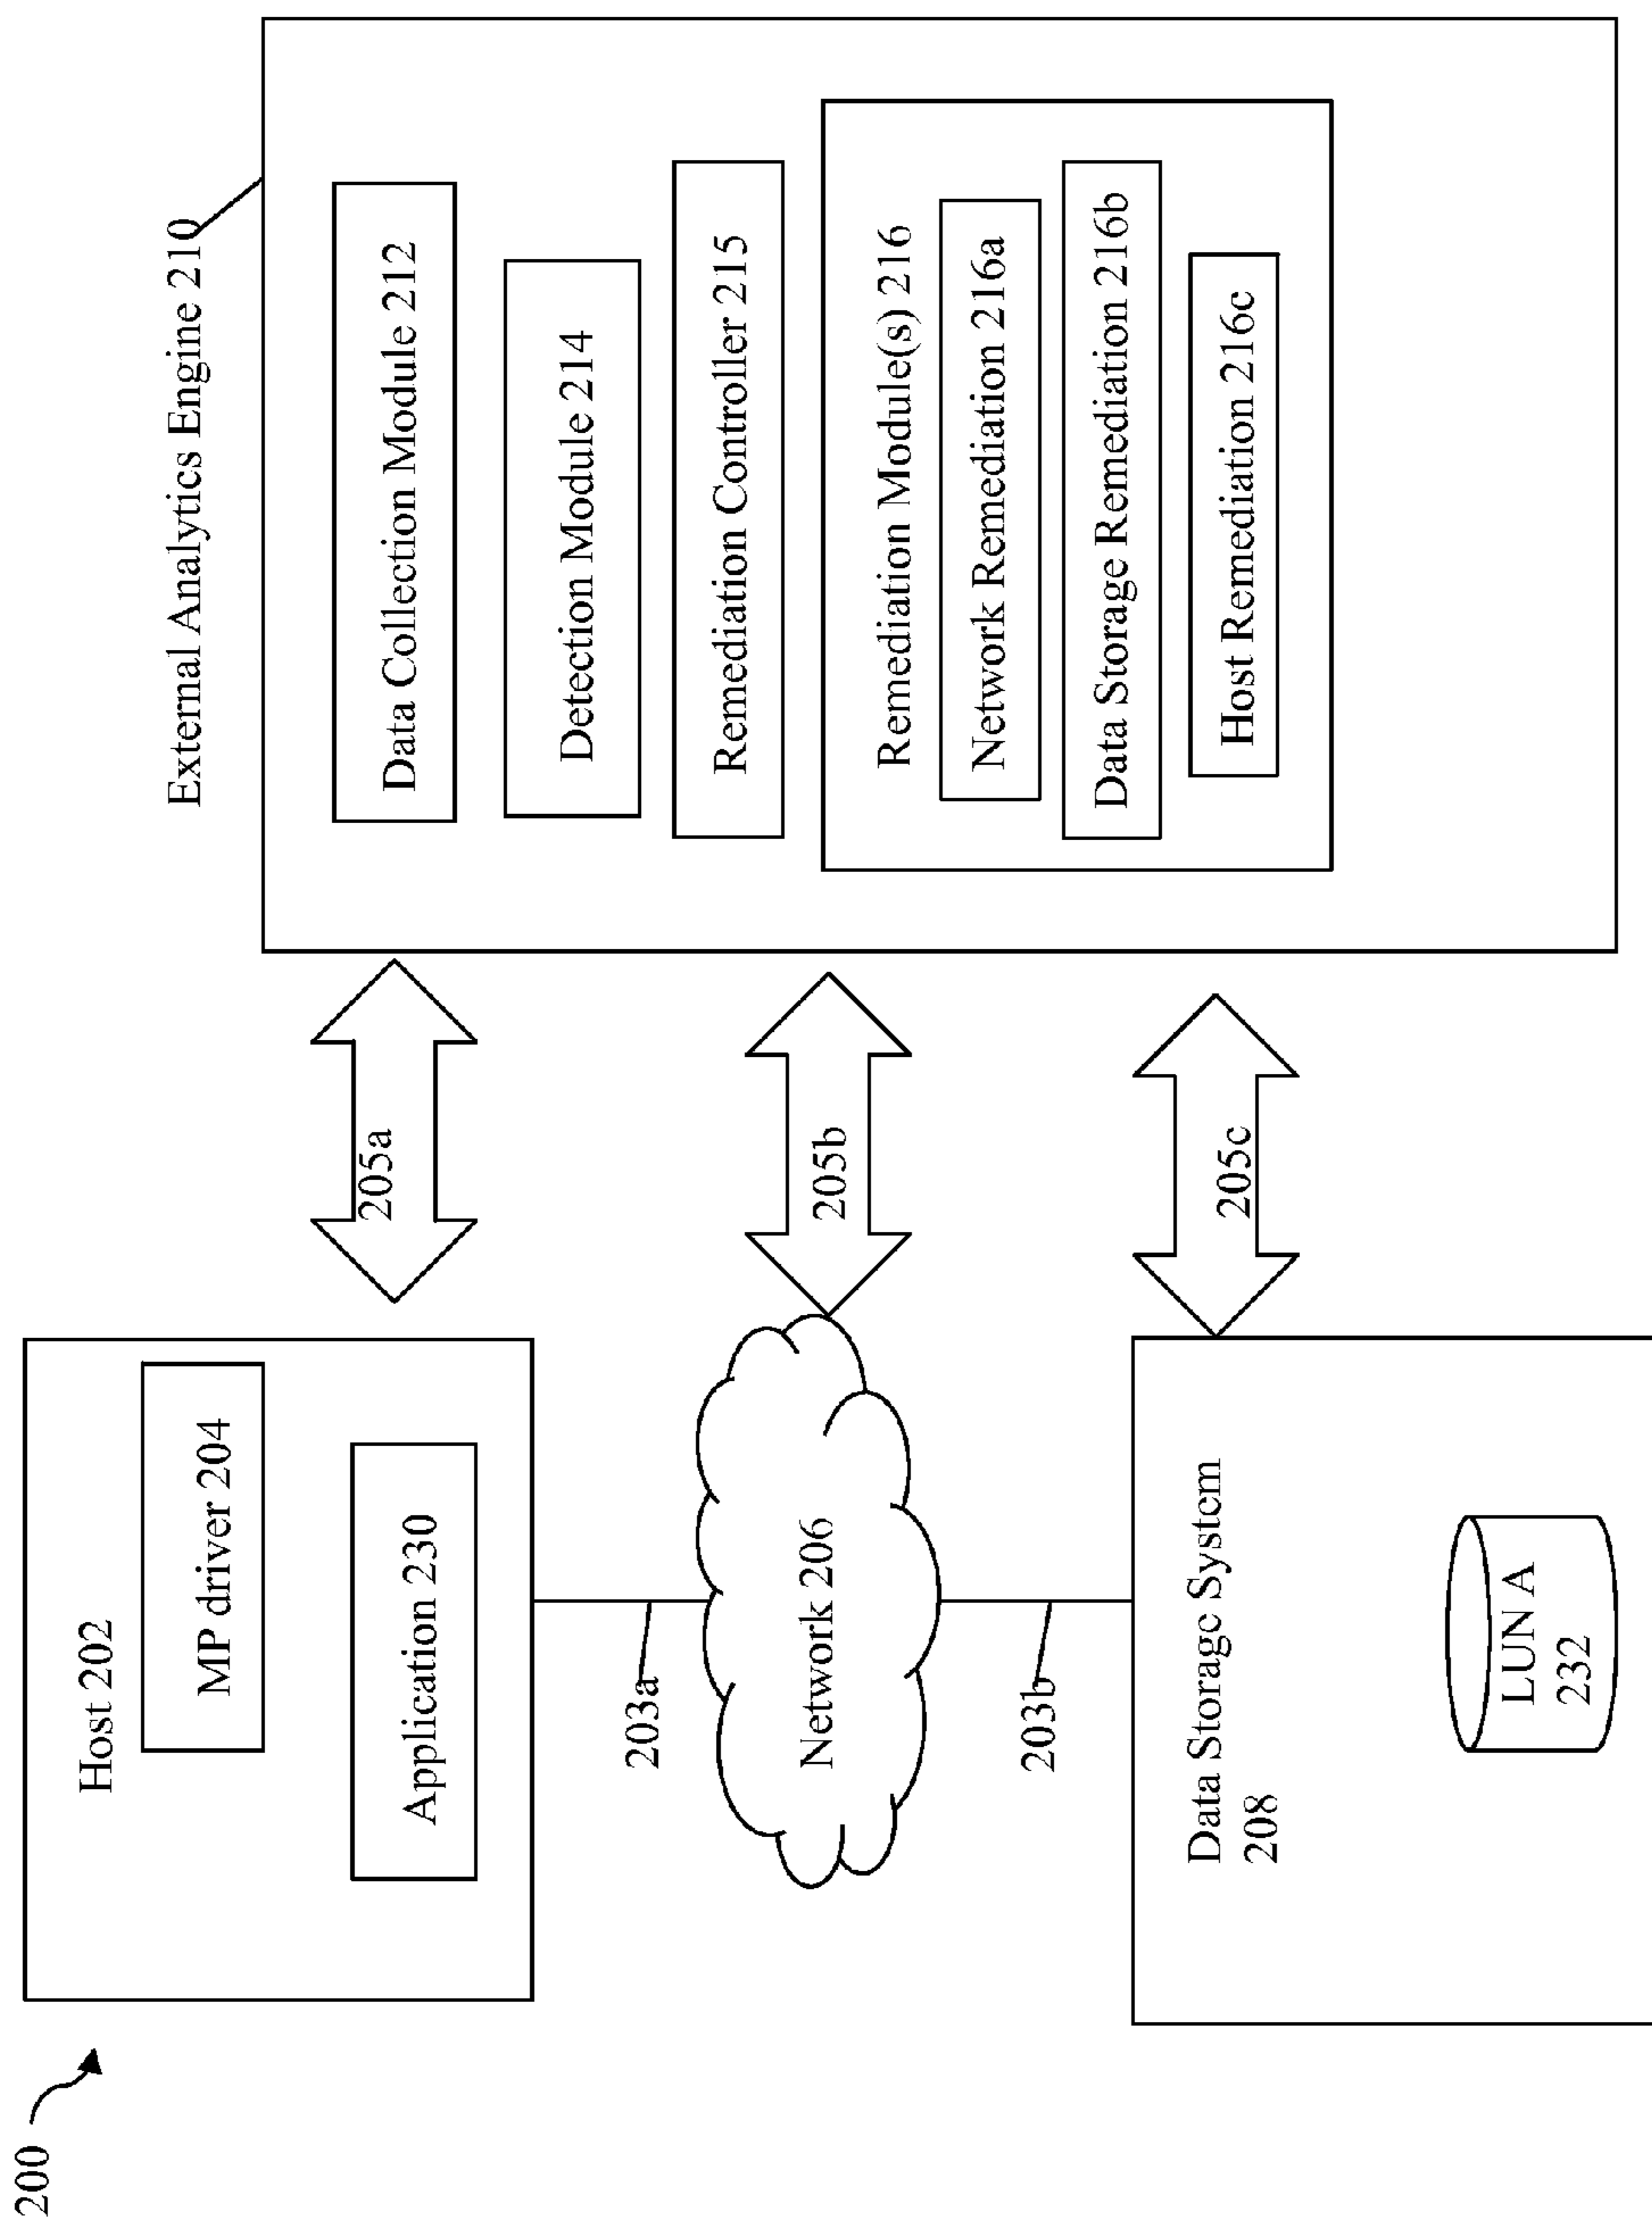 200
Host 202
MP driver 204
Application 230
203a
Network 206
203b
Data Storage System
208
LUN A
232
205a
205b
205c
External Analytics Engine 210
Data Collection Module 212
Detection Module 214
Remediation Controller 215
Remediation Module(s) 216
Network Remediation 216a
Data Storage Remediation 216b
Host Remediation 216c